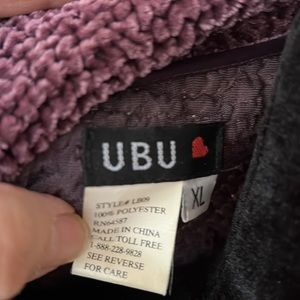 UBU
XL
STYLE# LB09
100% POLYESTER
RN64587
MADE IN CHINA
CALL TOLL FREE
1-888-228-9828
SEE REVERSE
FOR CARE